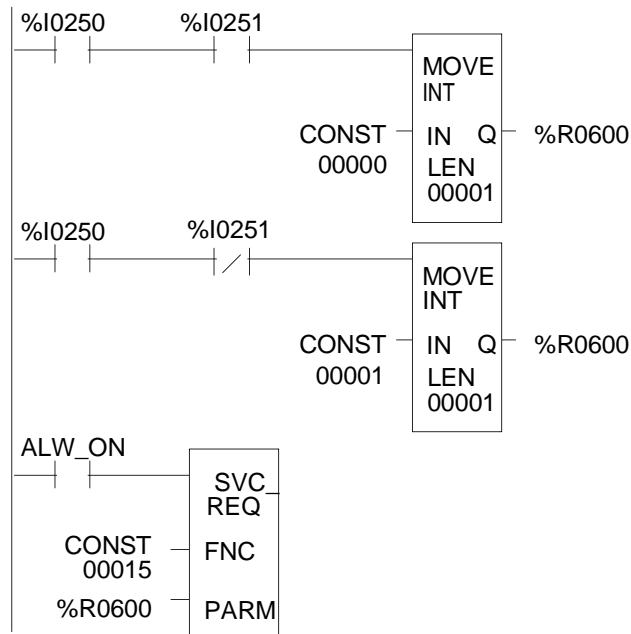 %I0250 %I0251
MOVE
INT
CONST IN Q %R0600
00000 LEN
00001
%I0250 %I0251
MOVE
INT
CONST IN Q %R0600
00001 LEN
00001
ALW_ON
SVC_
REQ
CONST FNC
00015
%R0600 PARM